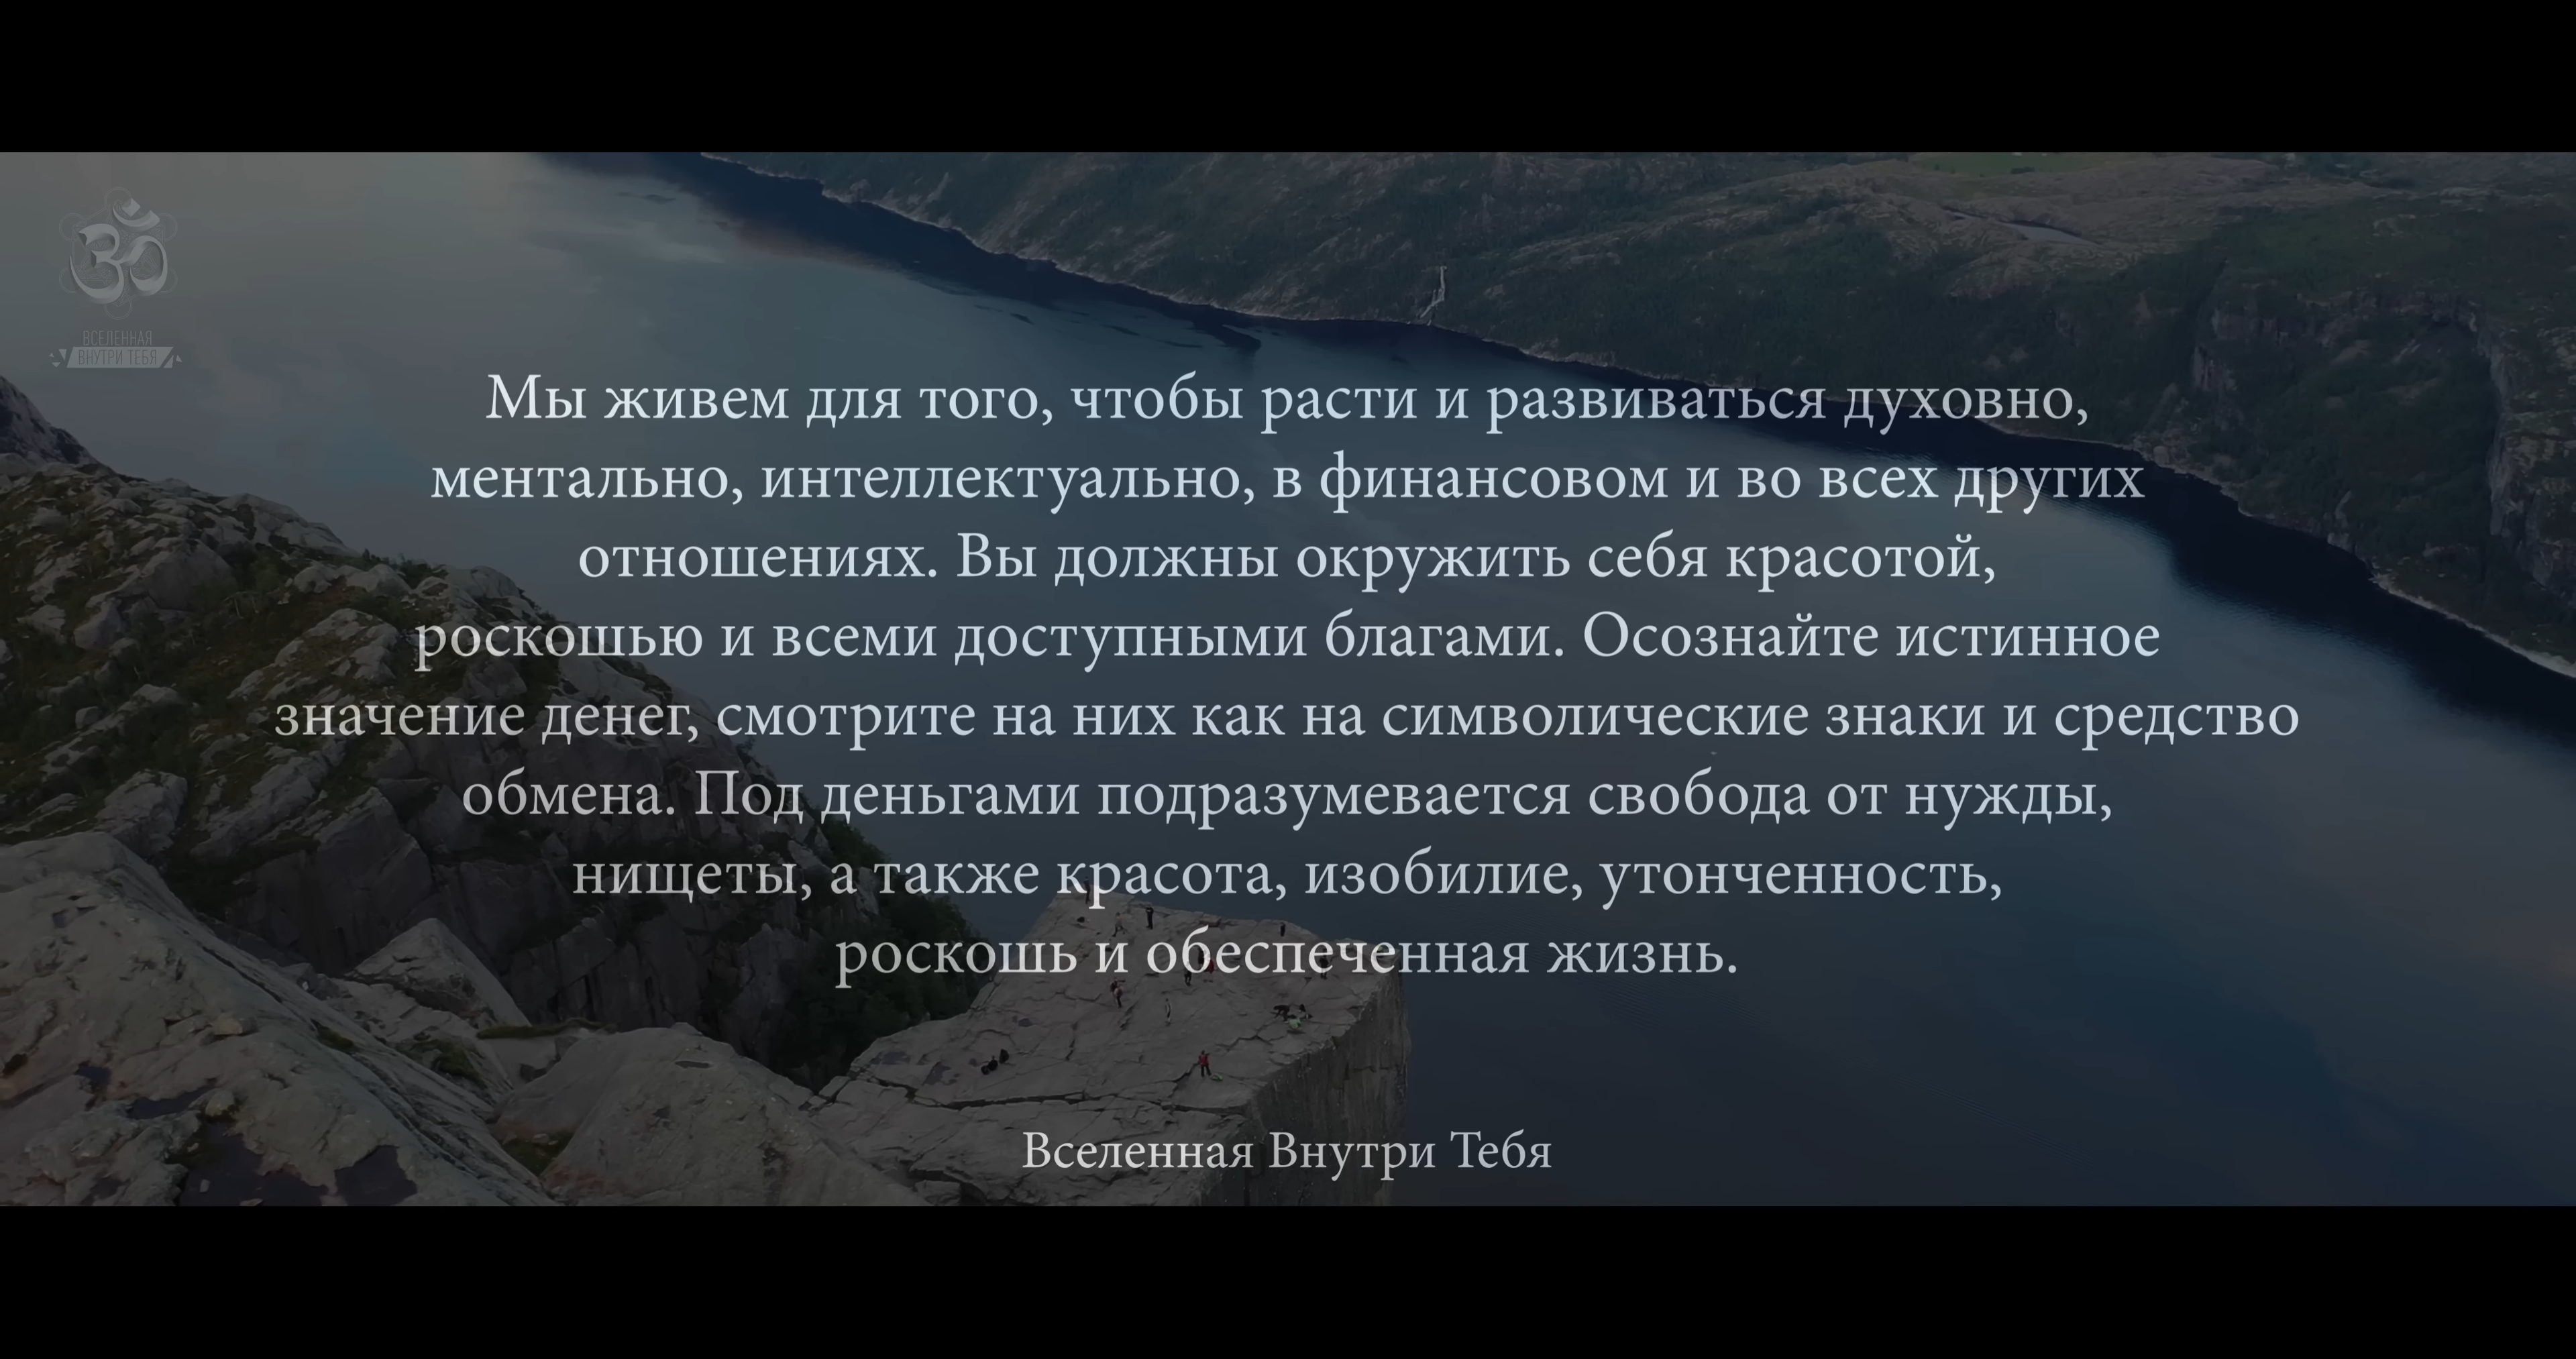 ВСЕЛЕННАЯ
ВНУТРИ ТЕБЯ
Мы живем для того, чтобы расти и развиваться духовно,
ментально, интеллектуально, в финансовом и во всех других
отношениях. Вы должны окружить себя красотой,
роскошью и всеми доступными благами. Осознайте истинное
значение денег, смотрите на них как на символические знаки и средство
обмена. Под деньгами подразумевается свобода от нужды,
нищеты, а также красота, изобилие, утонченность,
роскошь и обеспеченная жизнь.
Вселенная Внутри Тебя